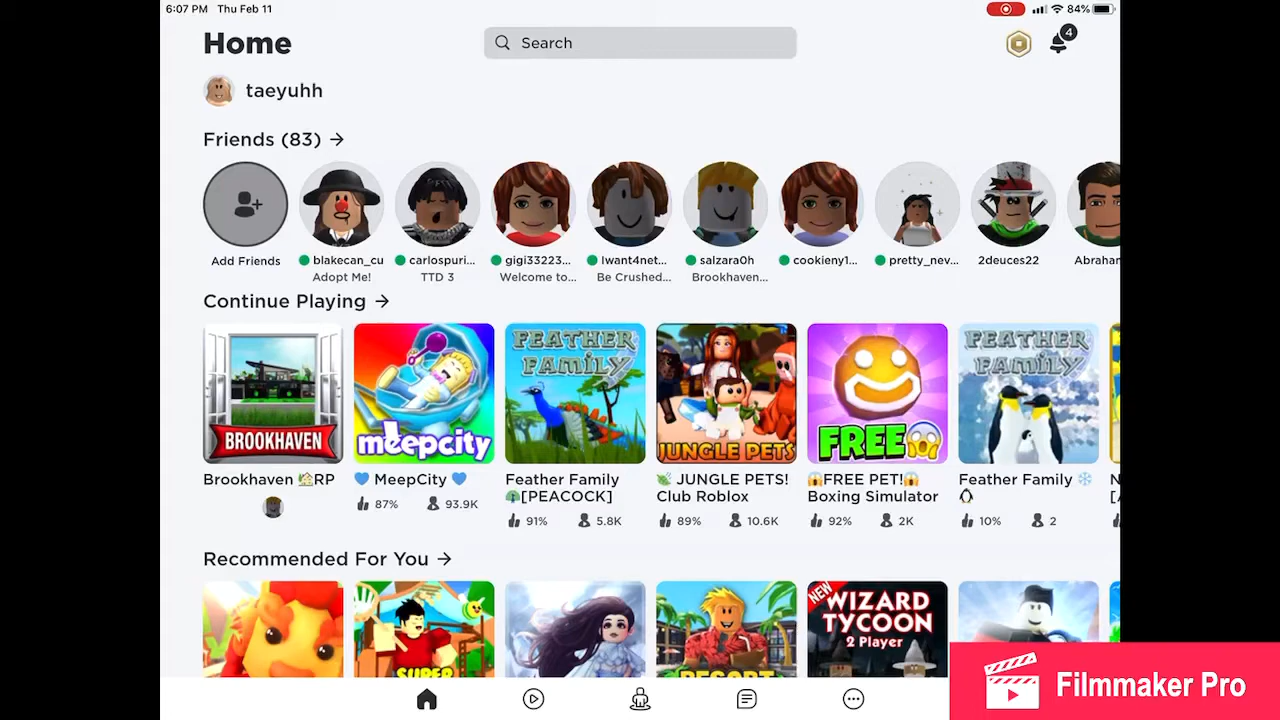 6:07 PM Thu Feb 11
84%
Home
Search
4
taeyuhh
Friends (83) →
Add Friends
blakecan_cu
Adopt Me!
carlospuri...
TTD 3
gigi33223...
Welcome to...
Iwant4net...
Be Crushed...
salzara0h
Brookhaven...
cookieny1...
pretty_nev...
2deuces22
Abrahan
Continue Playing →
BROOKHAVEN
meepcity
FEATHER
FAMILY
JUNGLE PETS
FREE
FEATHER
FAMILY
Brookhaven 🏡RP
💙 MeepCity 💙
87% 93.9K
Feather Family
🦚[PEACOCK]
91% 5.8K
🌿 JUNGLE PETS!
Club Roblox
89% 10.6K
😱FREE PET!😱
Boxing Simulator
92% 2K
Feather Family ❄️
🐧
10% 2
Recommended For You →
SUPER
RESORT
NEW
WIZARD
TYCOON
2 Player
Filmmaker Pro